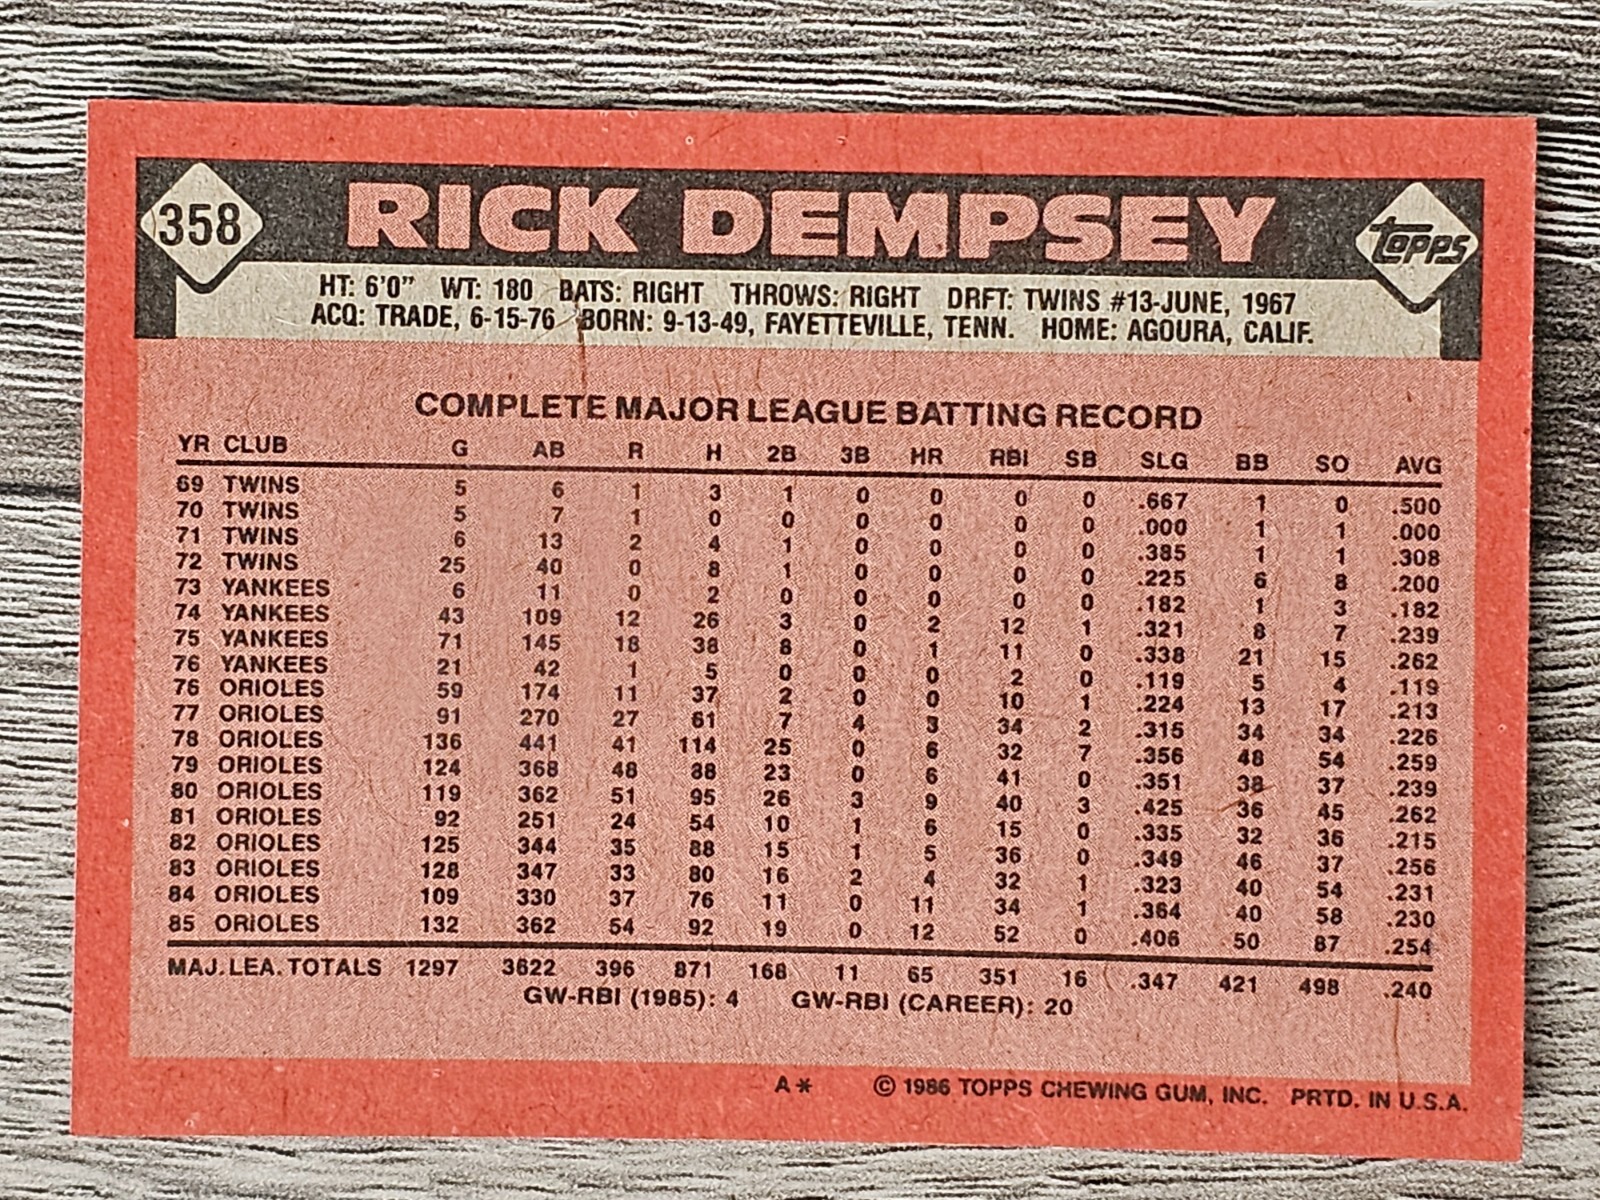 358 RICK DEMPSEY topps
HT: 6'0" WT: 180 BATS: RIGHT THROWS: RIGHT DRFT: TWINS #13-JUNE, 1967
ACQ: TRADE, 6-15-76 BORN: 9-13-49, FAYETTEVILLE, TENN. HOME: AGOURA, CALIF.
COMPLETE MAJOR LEAGUE BATTING RECORD
YR CLUB G AB R H 2B 3B HR RBI SB SLG BB SO AVG
69 TWINS 5 6 1 3 1 0 0 0 0 .667 1 0 .500
70 TWINS 5 7 1 0 0 0 0 0 0 .000 1 1 .000
71 TWINS 6 13 2 4 1 0 0 0 0 .385 1 1 .308
72 TWINS 25 40 0 8 1 0 0 0 0 .225 6 8 .200
73 YANKEES 6 11 0 2 0 0 0 0 0 .182 1 3 .182
74 YANKEES 43 109 12 26 3 0 2 12 1 .321 8 7 .239
75 YANKEES 71 145 18 38 8 0 1 11 0 .338 21 15 .262
76 YANKEES 21 42 1 5 0 0 0 2 0 .119 5 4 .119
76 ORIOLES 59 174 11 37 2 0 0 10 1 .224 13 17 .213
77 ORIOLES 91 270 27 61 7 4 3 34 2 .315 34 34 .226
78 ORIOLES 136 441 41 114 25 0 6 32 7 .356 48 54 .259
79 ORIOLES 124 368 48 88 23 0 6 41 0 .351 38 37 .239
80 ORIOLES 119 362 51 95 26 3 9 40 3 .425 36 45 .262
81 ORIOLES 92 251 24 54 10 1 6 15 0 .335 32 36 .215
82 ORIOLES 125 344 35 88 15 1 5 36 0 .349 46 37 .256
83 ORIOLES 128 347 33 80 16 2 4 32 1 .323 40 54 .231
84 ORIOLES 109 330 37 76 11 0 11 34 1 .364 40 58 .230
85 ORIOLES 132 362 54 92 19 0 12 52 0 .406 50 87 .254
MAJ. LEA. TOTALS 1297 3622 396 871 168 11 65 351 16 .347 421 498 .240
GW-RBI (1985): 4 GW-RBI (CAREER): 20
A* © 1986 TOPPS CHEWING GUM, INC. PRTD. IN U.S.A.